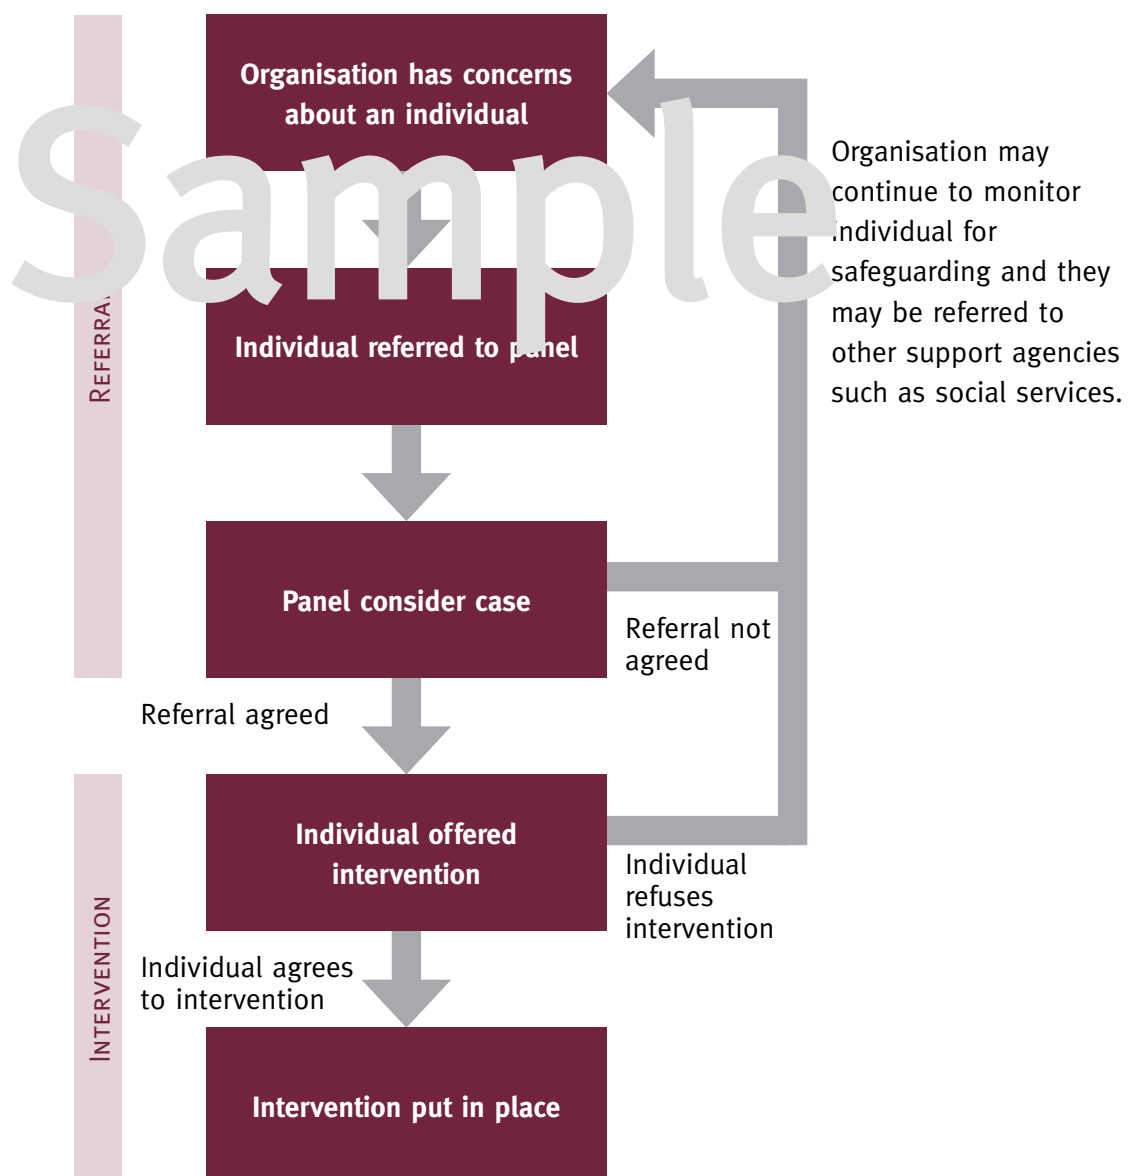 Organisation has concerns
about an individual
Sample
Organisation may
continue to monitor
individual for
safeguarding and they
may be referred to
other support agencies
such as social services.
REFERRAL
Individual referred to panel
Panel consider case
Referral not
agreed
Referral agreed
Individual offered
intervention
Individual
refuses
intervention
INTERVENTION
Individual agrees
to intervention
Intervention put in place